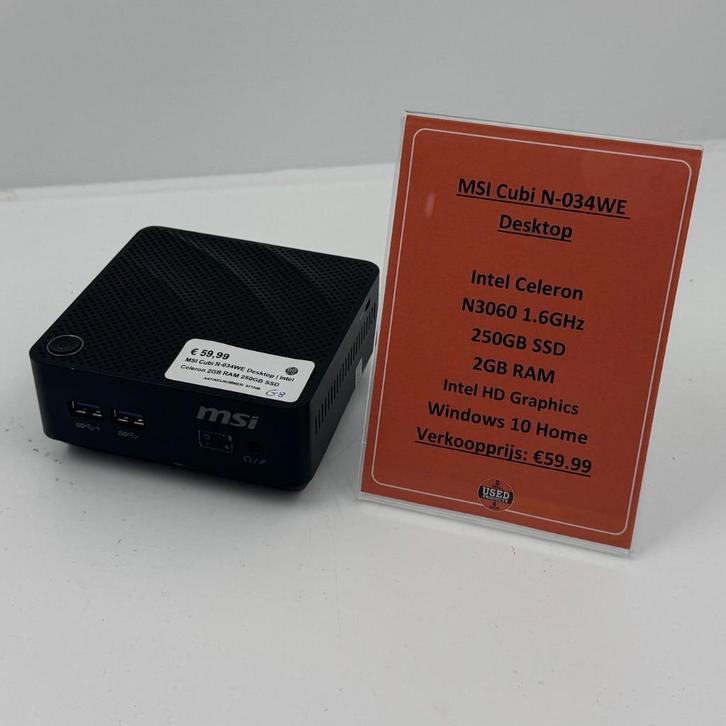 € 59,99
MSI Cubi N-034WE Desktop | Intel
Celeron 2GB RAM 250GB SSD
G8
msi
MSI Cubi N-034WE
Desktop
Intel Celeron
N3060 1.6GHz
250GB SSD
2GB RAM
Intel HD Graphics
Windows 10 Home
Verkoopprijs: €59.99
USED